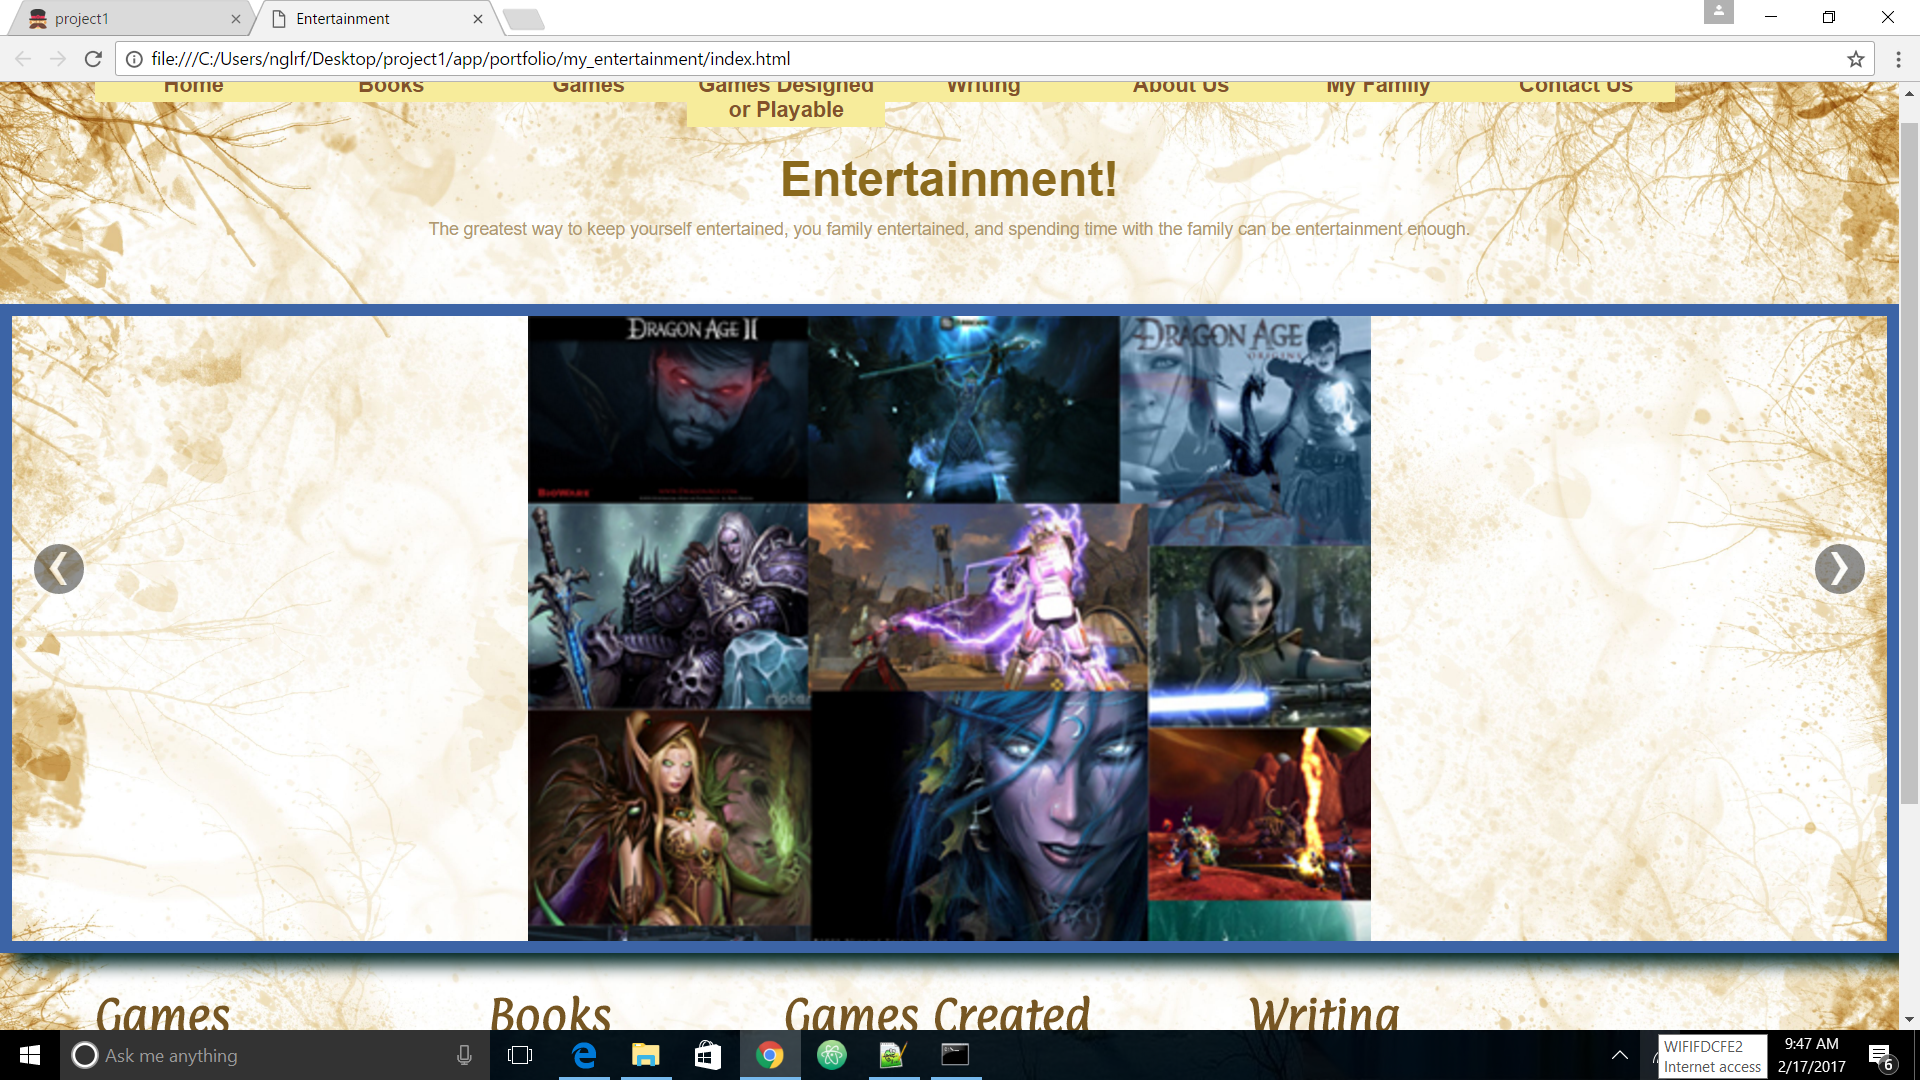 project1
Entertainment
file:///C:/Users/nglrf/Desktop/project1/app/portfolio/my_entertainment/index.html
Home Books Games Games Designed or Playable Writing About Us My Family Contact Us
Entertainment!
The greatest way to keep yourself entertained, you family entertained, and spending time with the family can be entertainment enough.
DRAGON AGE II
DRAGON AGE
ORIGINS
BIOWARE
Games Books Games Created Writing
Ask me anything
WIFIFDCFE2
Internet access
9:47 AM
2/17/2017
6